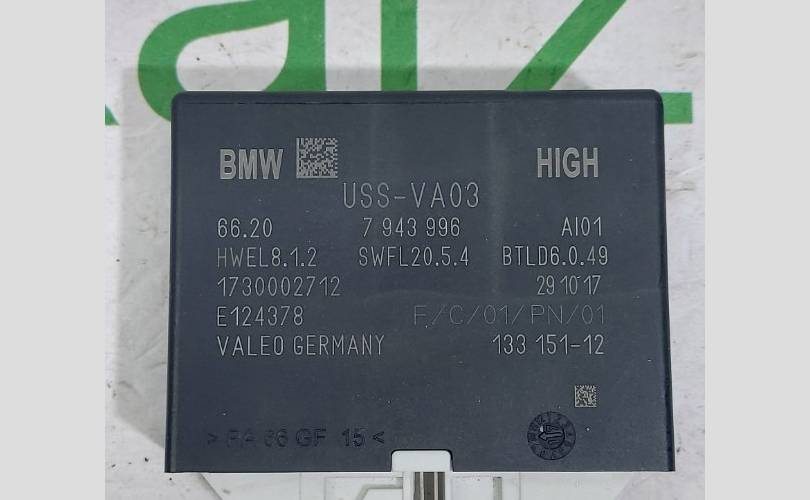 BMW HIGH
USS-VA03
66.20 7 943 996 AI01
HWEL8.1.2 SWFL20.5.4 BTLD6.0.49
1730002712 29 10 17
E124378 F/C/01/PN/01
VALEO GERMANY 133 151-12
> PA 66 GF 15 <